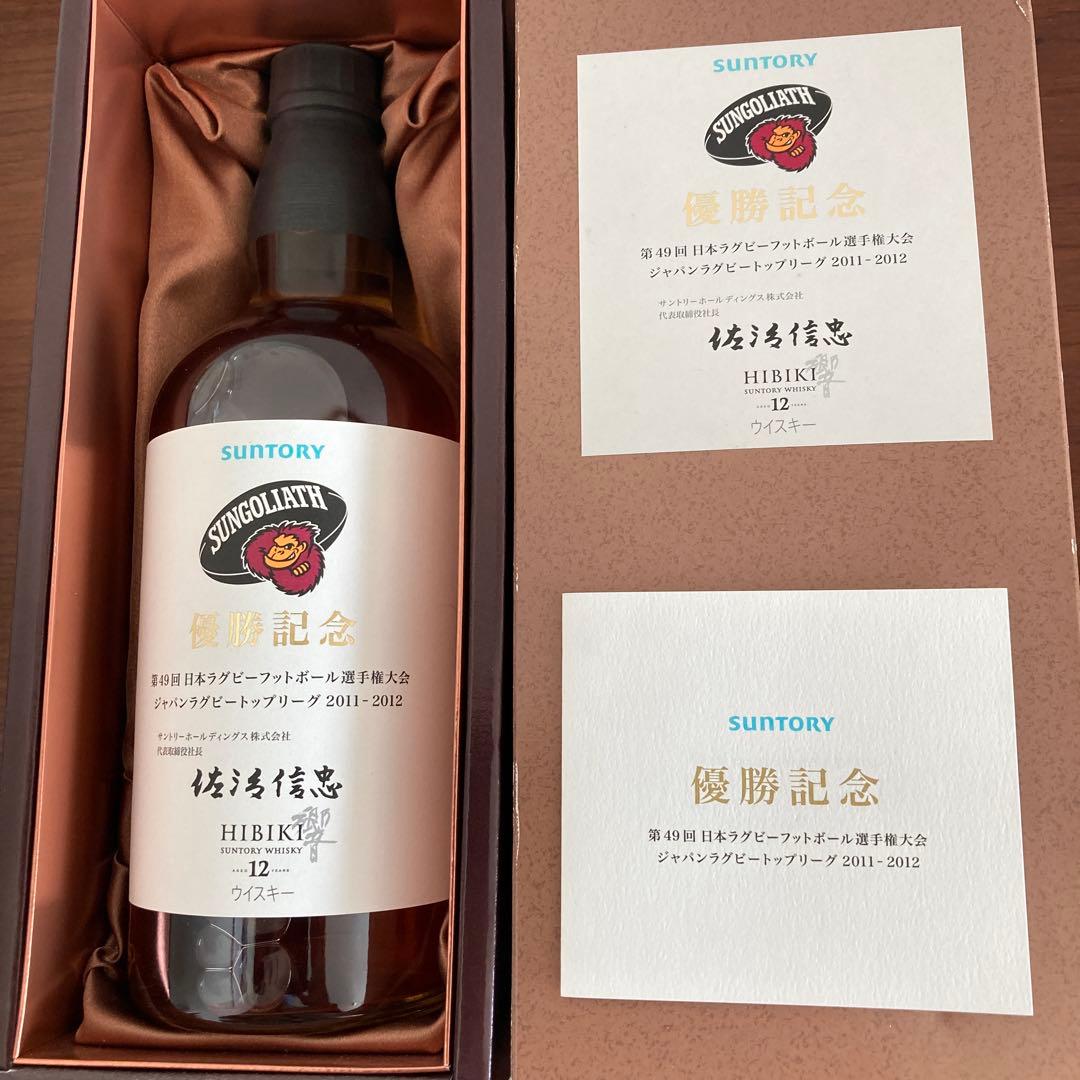 SUNTORY
SUNGOLIATH
優勝記念
第49回 日本ラグビーフットボール選手権大会
ジャパンラグビートップリーグ 2011-2012
サントリーホールディングス株式会社
代表取締役社長
佐治信忠
HIBIKI 響
SUNTORY WHISKY
AGED 12 YEARS
ウイスキー
SUNTORY
SUNGOLIATH
優勝記念
第49回 日本ラグビーフットボール選手権大会
ジャパンラグビートップリーグ 2011-2012
サントリーホールディングス株式会社
代表取締役社長
佐治信忠
HIBIKI 響
SUNTORY WHISKY
AGED 12 YEARS
ウイスキー
SUNTORY
優勝記念
第49回 日本ラグビーフットボール選手権大会
ジャパンラグビートップリーグ 2011-2012